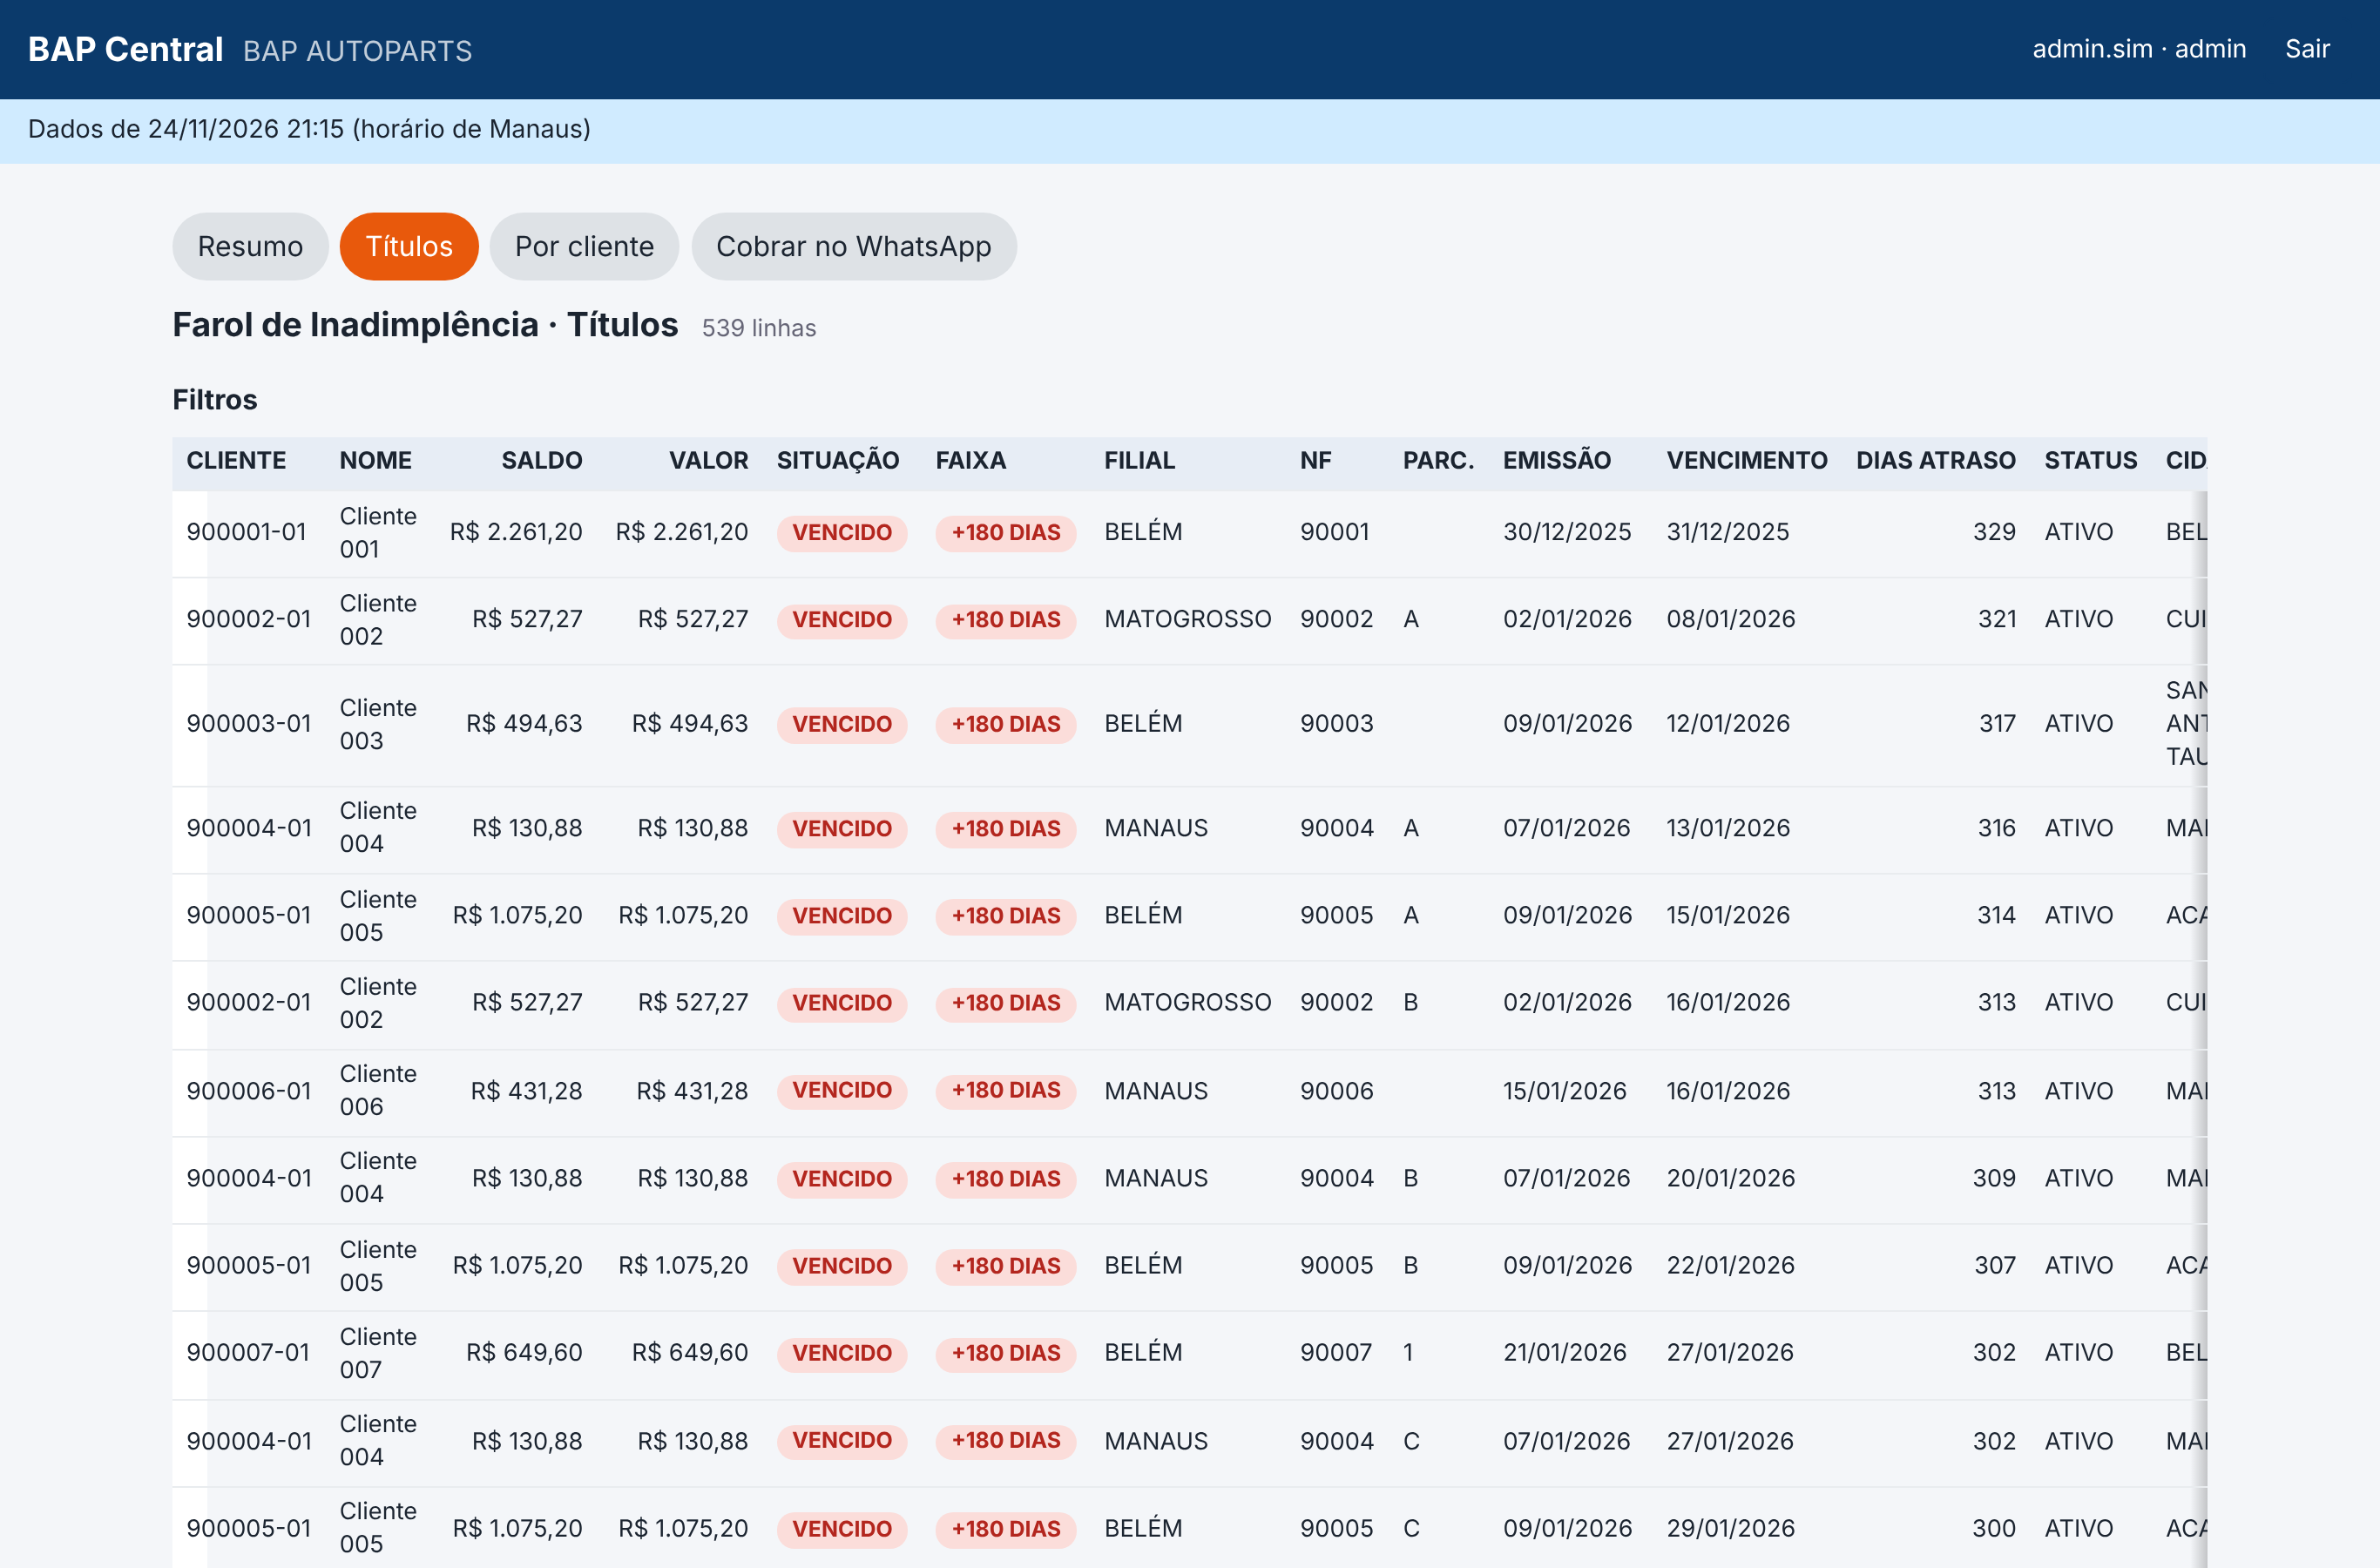 BAP Central BAP AUTOPARTS admin.sim · admin Sair
Dados de 24/11/2026 21:15 (horário de Manaus)
Resumo Títulos Por cliente Cobrar no WhatsApp
Farol de Inadimplência · Títulos 539 linhas
Filtros
CLIENTE NOME SALDO VALOR SITUAÇÃO FAIXA FILIAL NF PARC. EMISSÃO VENCIMENTO DIAS ATRASO STATUS CID
900001-01 Cliente 001 R$ 2.261,20 R$ 2.261,20 VENCIDO +180 DIAS BELÉM 90001 30/12/2025 31/12/2025 329 ATIVO BEL
900002-01 Cliente 002 R$ 527,27 R$ 527,27 VENCIDO +180 DIAS MATOGROSSO 90002 A 02/01/2026 08/01/2026 321 ATIVO CUI
900003-01 Cliente 003 R$ 494,63 R$ 494,63 VENCIDO +180 DIAS BELÉM 90003 09/01/2026 12/01/2026 317 ATIVO SAN ANT TAU
900004-01 Cliente 004 R$ 130,88 R$ 130,88 VENCIDO +180 DIAS MANAUS 90004 A 07/01/2026 13/01/2026 316 ATIVO MA
900005-01 Cliente 005 R$ 1.075,20 R$ 1.075,20 VENCIDO +180 DIAS BELÉM 90005 A 09/01/2026 15/01/2026 314 ATIVO ACA
900002-01 Cliente 002 R$ 527,27 R$ 527,27 VENCIDO +180 DIAS MATOGROSSO 90002 B 02/01/2026 16/01/2026 313 ATIVO CUI
900006-01 Cliente 006 R$ 431,28 R$ 431,28 VENCIDO +180 DIAS MANAUS 90006 15/01/2026 16/01/2026 313 ATIVO MA
900004-01 Cliente 004 R$ 130,88 R$ 130,88 VENCIDO +180 DIAS MANAUS 90004 B 07/01/2026 20/01/2026 309 ATIVO MA
900005-01 Cliente 005 R$ 1.075,20 R$ 1.075,20 VENCIDO +180 DIAS BELÉM 90005 B 09/01/2026 22/01/2026 307 ATIVO ACA
900007-01 Cliente 007 R$ 649,60 R$ 649,60 VENCIDO +180 DIAS BELÉM 90007 1 21/01/2026 27/01/2026 302 ATIVO BEL
900004-01 Cliente 004 R$ 130,88 R$ 130,88 VENCIDO +180 DIAS MANAUS 90004 C 07/01/2026 27/01/2026 302 ATIVO MA
900005-01 Cliente 005 R$ 1.075,20 R$ 1.075,20 VENCIDO +180 DIAS BELÉM 90005 C 09/01/2026 29/01/2026 300 ATIVO ACA